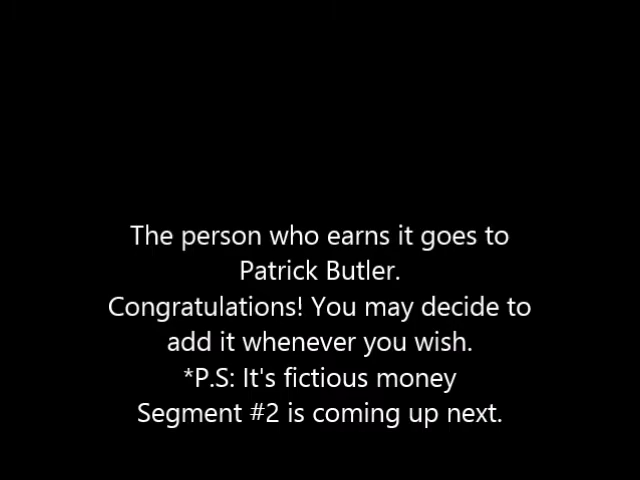 The person who earns it goes to
Patrick Butler.
Congratulations! You may decide to
add it whenever you wish.
*P.S: It's fictious money
Segment #2 is coming up next.